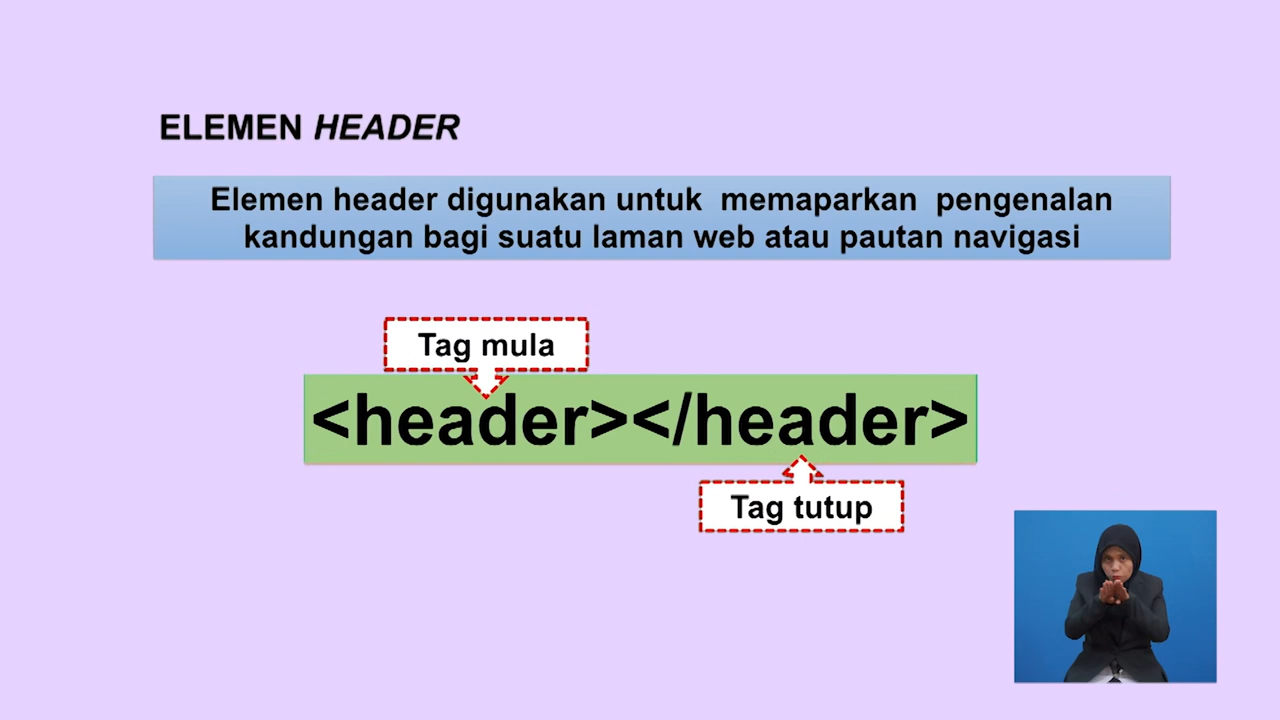 ELEMEN HEADER
Elemen header digunakan untuk memaparkan pengenalan
kandungan bagi suatu laman web atau pautan navigasi
Tag mula
<header></header>
Tag tutup